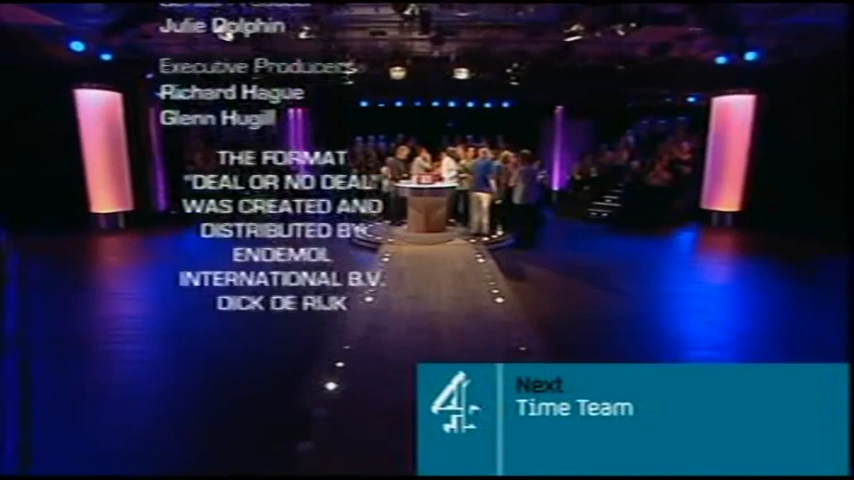 Julie Dolphin
Executive Producers
Richard Hague
Glenn Hugill
THE FORMAT
"DEAL OR NO DEAL"
WAS CREATED AND
DISTRIBUTED BY
ENDEMOL
INTERNATIONAL B.V.
DICK DE RIJK
4
Next
Time Team